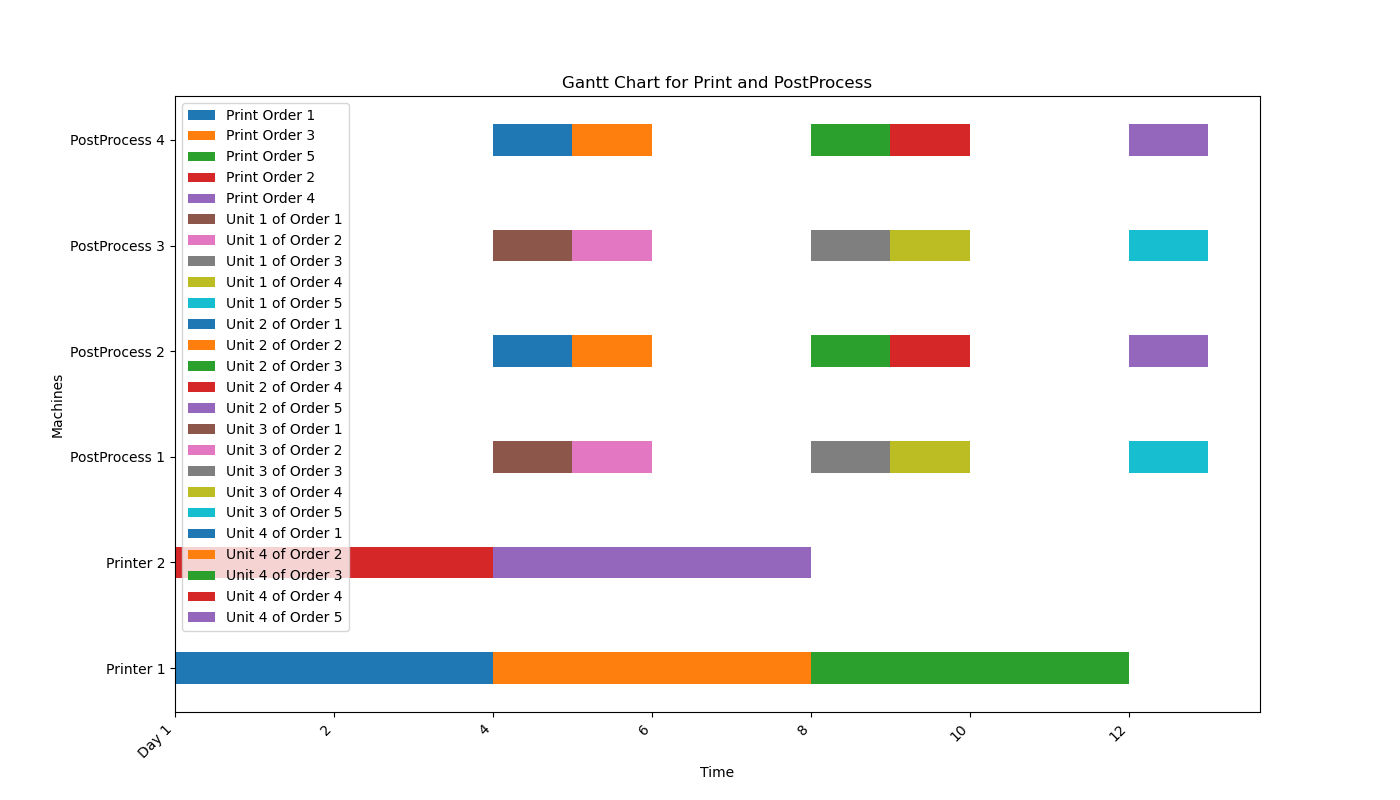 Gantt Chart for Print and PostProcess
PostProcess 4
PostProcess 3
PostProcess 2
PostProcess 1
Printer 2
Printer 1
Machines
Print Order 1
Print Order 3
Print Order 5
Print Order 2
Print Order 4
Unit 1 of Order 1
Unit 1 of Order 2
Unit 1 of Order 3
Unit 1 of Order 4
Unit 1 of Order 5
Unit 2 of Order 1
Unit 2 of Order 2
Unit 2 of Order 3
Unit 2 of Order 4
Unit 2 of Order 5
Unit 3 of Order 1
Unit 3 of Order 2
Unit 3 of Order 3
Unit 3 of Order 4
Unit 3 of Order 5
Unit 4 of Order 1
Unit 4 of Order 2
Unit 4 of Order 3
Unit 4 of Order 4
Unit 4 of Order 5
Day 1
2
4
6
8
10
12
Time